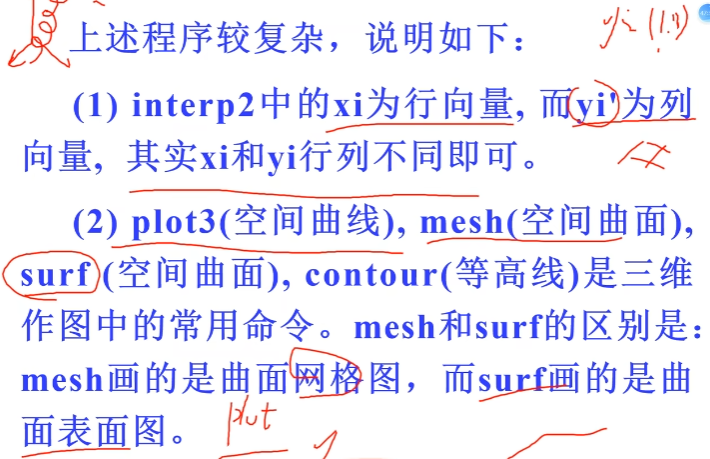 上述程序较复杂，说明如下：
(1) interp2中的xi为行向量, 而yi'为列
向量, 其实xi和yi行列不同即可。
(2) plot3(空间曲线), mesh(空间曲面),
surf (空间曲面), contour(等高线)是三维
作图中的常用命令。mesh和surf的区别是：
mesh画的是曲面网格图，而surf画的是曲
面表面图。
plot